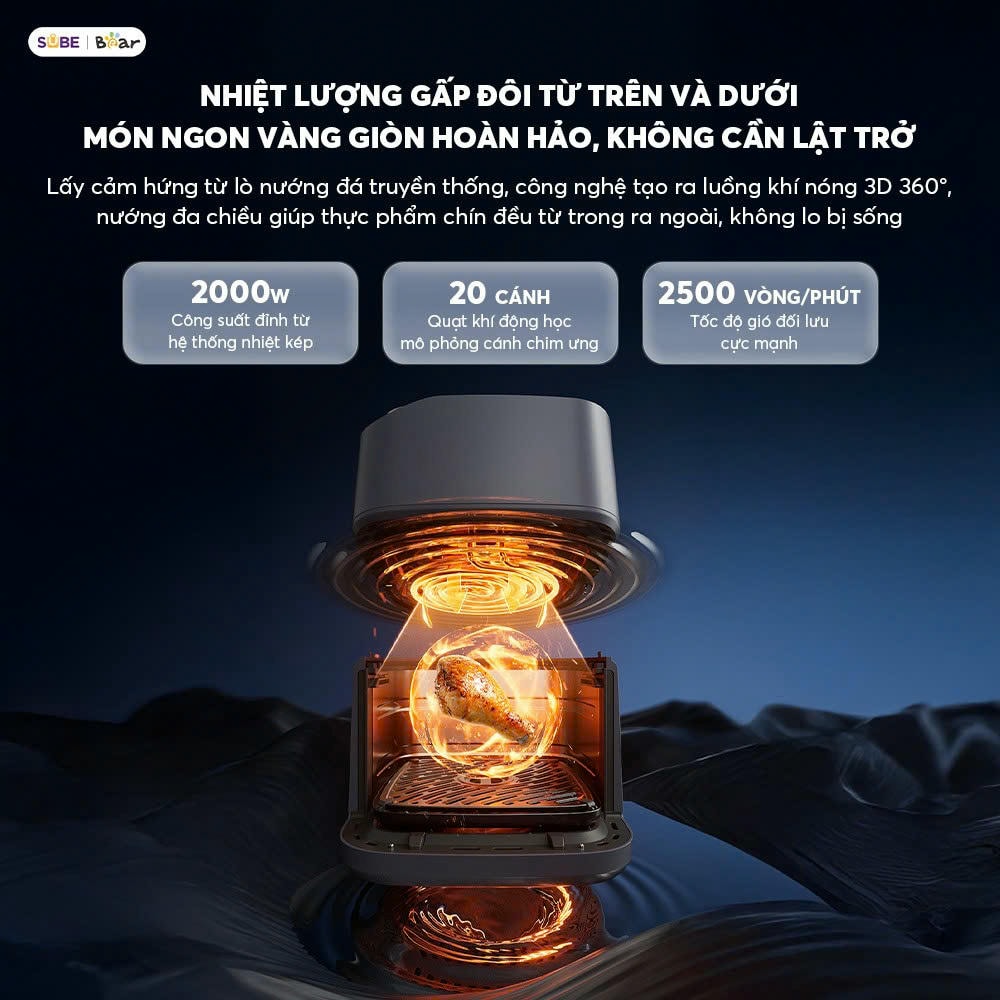 SUBE | Bear
NHIỆT LƯỢNG GẤP ĐÔI TỪ TRÊN VÀ DƯỚI
MÓN NGON VÀNG GIÒN HOÀN HẢO, KHÔNG CẦN LẬT TRỞ
Lấy cảm hứng từ lò nướng đá truyền thống, công nghệ tạo ra luồng khí nóng 3D 360°,
nướng đa chiều giúp thực phẩm chín đều từ trong ra ngoài, không lo bị sống
2000W
Công suất đỉnh từ
hệ thống nhiệt kép
20 CÁNH
Quạt khí động học
mô phỏng cánh chim ưng
2500 VÒNG/PHÚT
Tốc độ gió đối lưu
cực mạnh